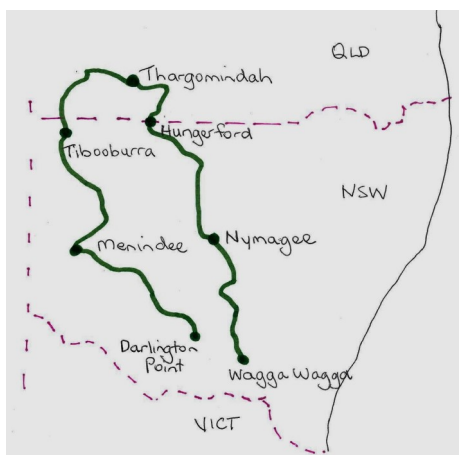 QLD
Thargomindah
Hungerford
Tibooburra
NSW
Nymagee
Menindee
Darlington
Point
Wagga Wagga
VICT